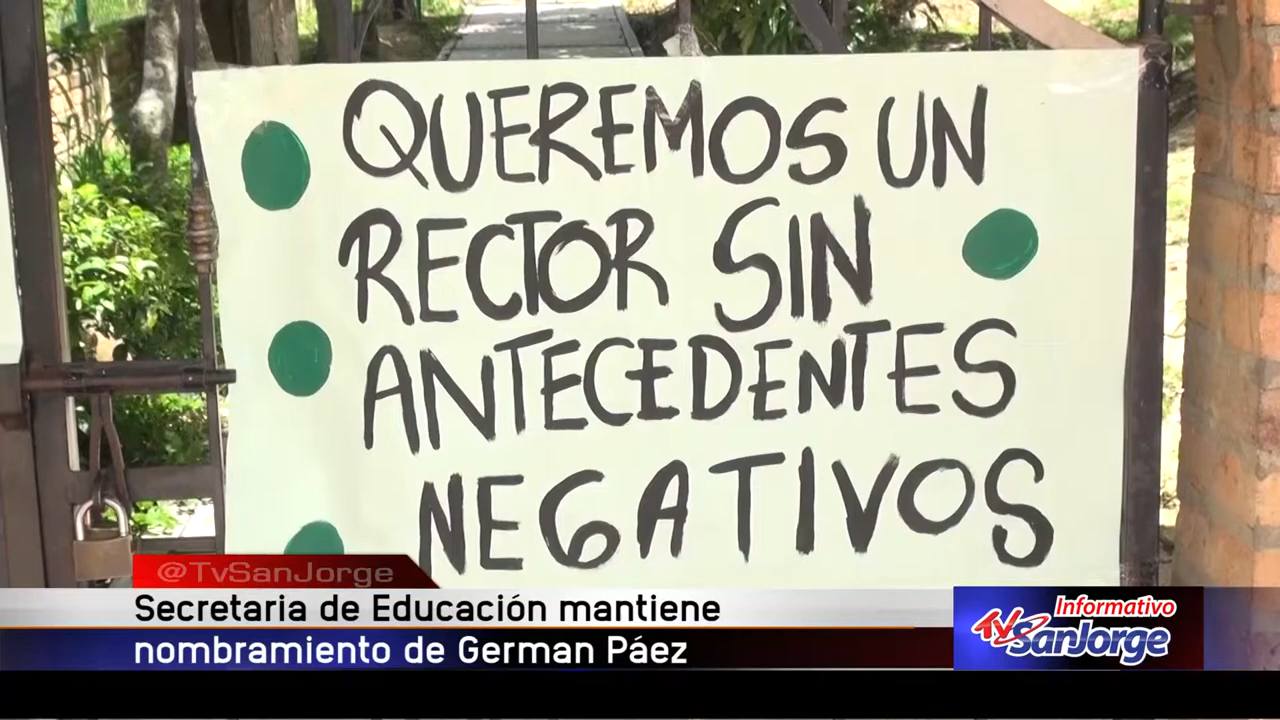 QUEREMOS UN
RECTOR SIN
ANTECEDENTES
NEGATIVOS
@TvSanJorge
Secretaria de Educación mantiene
nombramiento de German Páez
Informativo
TV SanJorge